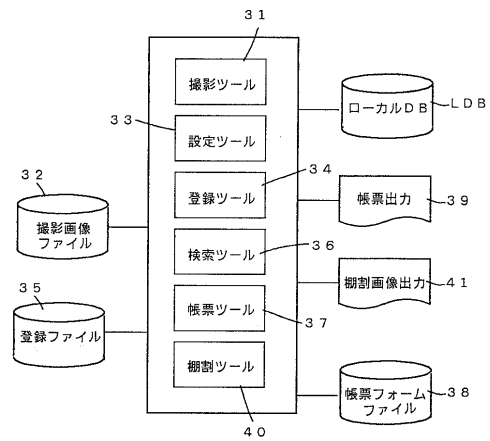 ３１
撮影ツール
ローカルＤＢ
ＬＤＢ
３３
設定ツール
３２
撮影画像
ファイル
登録ツール
３４
帳票出力
３９
検索ツール
３６
棚割画像出力
４１
３５
登録ファイル
帳票ツール
３７
棚割ツール
４０
帳票フォーム
ファイル
３８